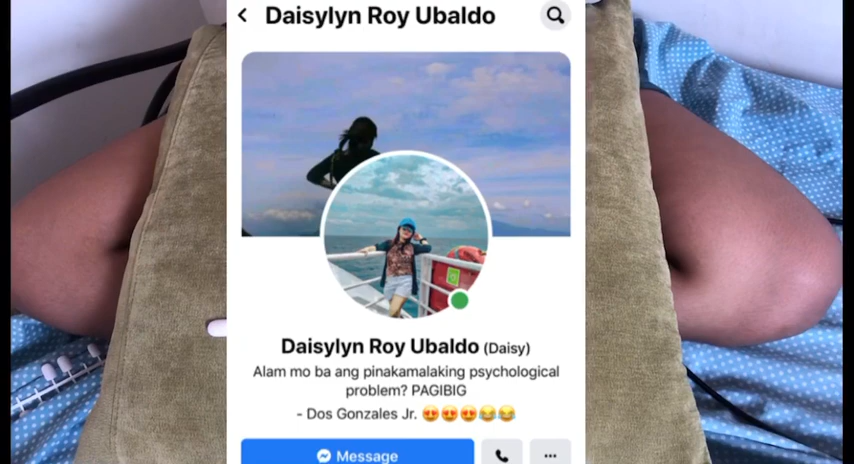 Daisylyn Roy Ubaldo
Daisylyn Roy Ubaldo (Daisy)
Alam mo ba ang pinakamalaking psychological
problem? PAGIBIG
- Dos Gonzales Jr. 😍😍😍😂😂
Message